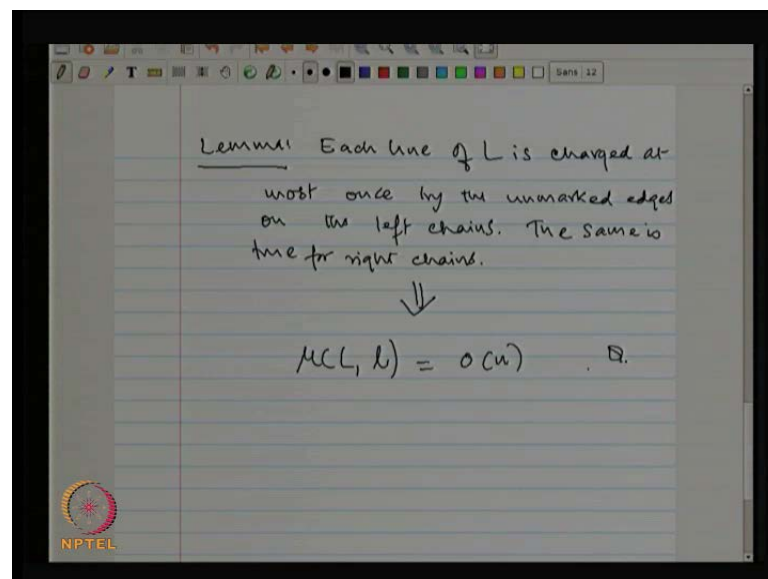 T Sans 12
Lemma: Each line of L is charged at
most once by the unmarked edges
on the left chains. The same is
true for right chains.
⇓
μ(L, l) = O(n)
NPTEL